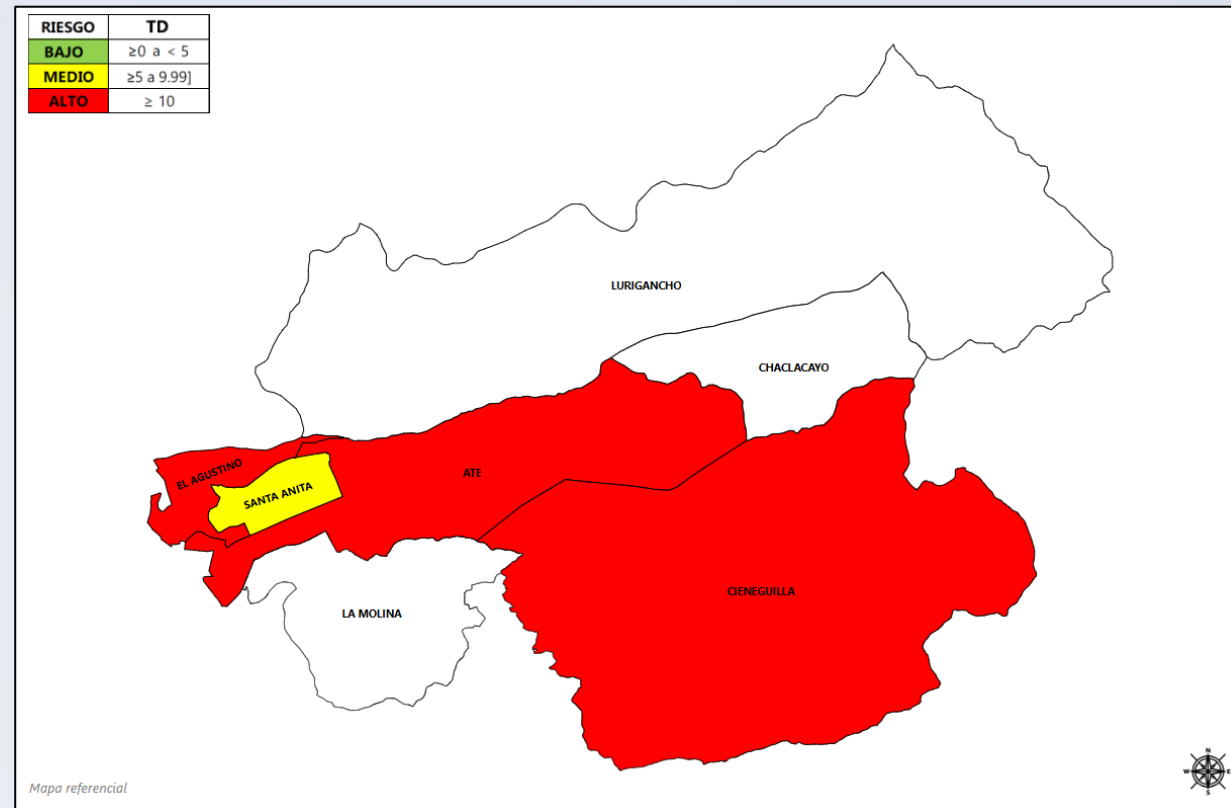 RIESGO TD
BAJO ≥0 a < 5
MEDIO ≥5 a 9.99]
ALTO ≥ 10
LURIGANCHO
CHACLACAYO
EL AGUSTINO
ATE
SANTA ANITA
CIENEGUILLA
LA MOLINA
Mapa referencial
N
W E
S